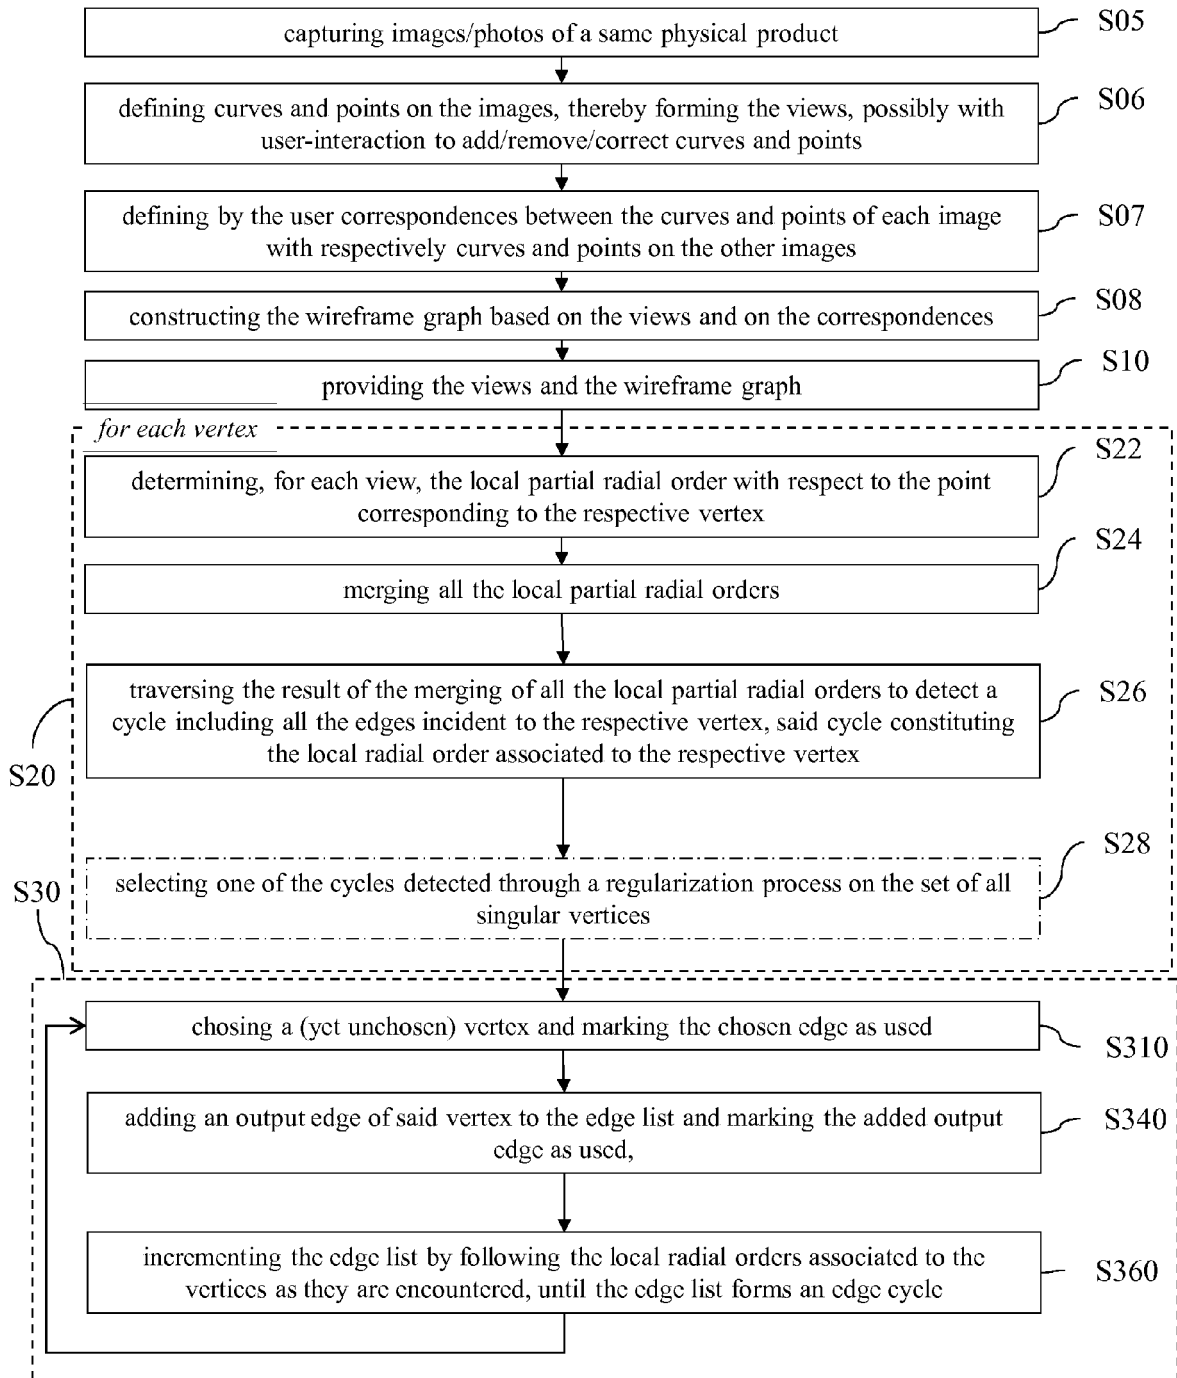 capturing images/photos of a same physical product
S05
defining curves and points on the images, thereby forming the views, possibly with
user-interaction to add/remove/correct curves and points
S06
defining by the user correspondences between the curves and points of each image
with respectively curves and points on the other images
S07
constructing the wireframe graph based on the views and on the correspondences
S08
providing the views and the wireframe graph
S10
for each vertex
determining, for each view, the local partial radial order with respect to the point
corresponding to the respective vertex
S22
merging all the local partial radial orders
S24
traversing the result of the merging of all the local partial radial orders to detect a
cycle including all the edges incident to the respective vertex, said cycle constituting
the local radial order associated to the respective vertex
S26
S20
selecting one of the cycles detected through a regularization process on the set of all
singular vertices
S28
S30
chosing a (yet unchosen) vertex and marking the chosen edge as used
S310
adding an output edge of said vertex to the edge list and marking the added output
edge as used,
S340
incrementing the edge list by following the local radial orders associated to the
vertices as they are encountered, until the edge list forms an edge cycle
S360